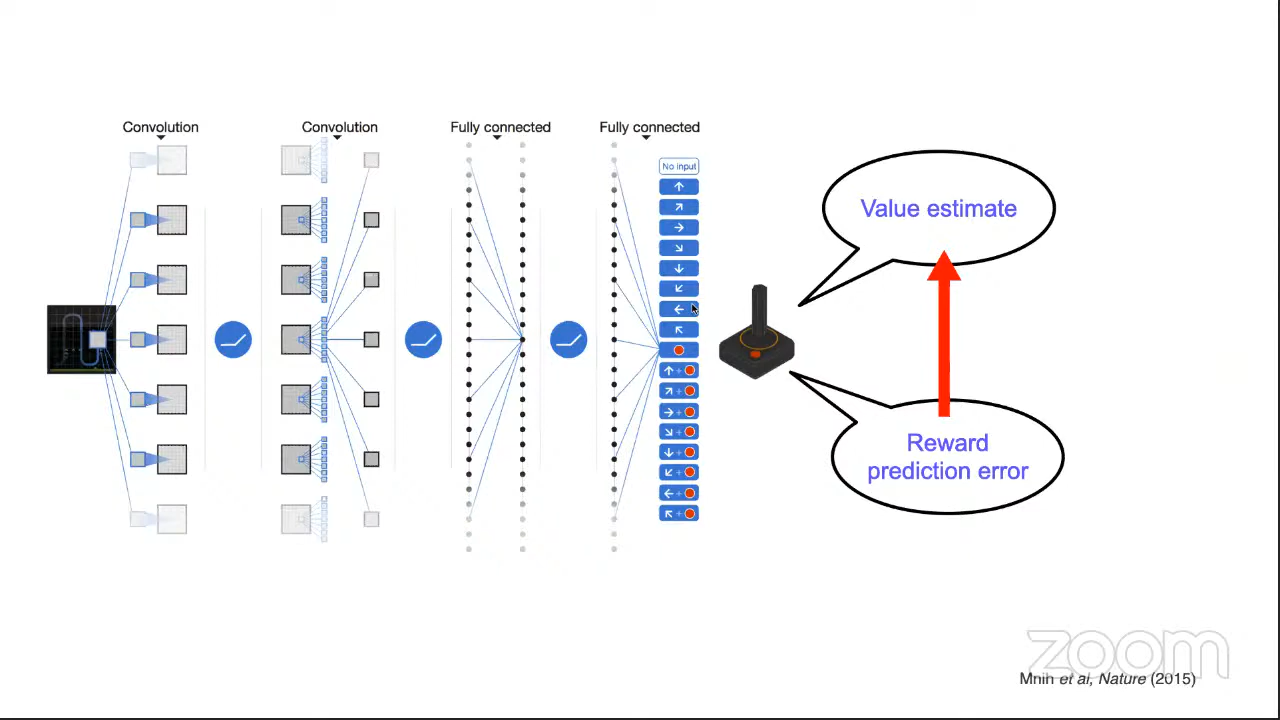 Convolution
Convolution
Fully connected
Fully connected
No input
Value estimate
Reward
prediction error
zoom
Mnih et al, Nature (2015)